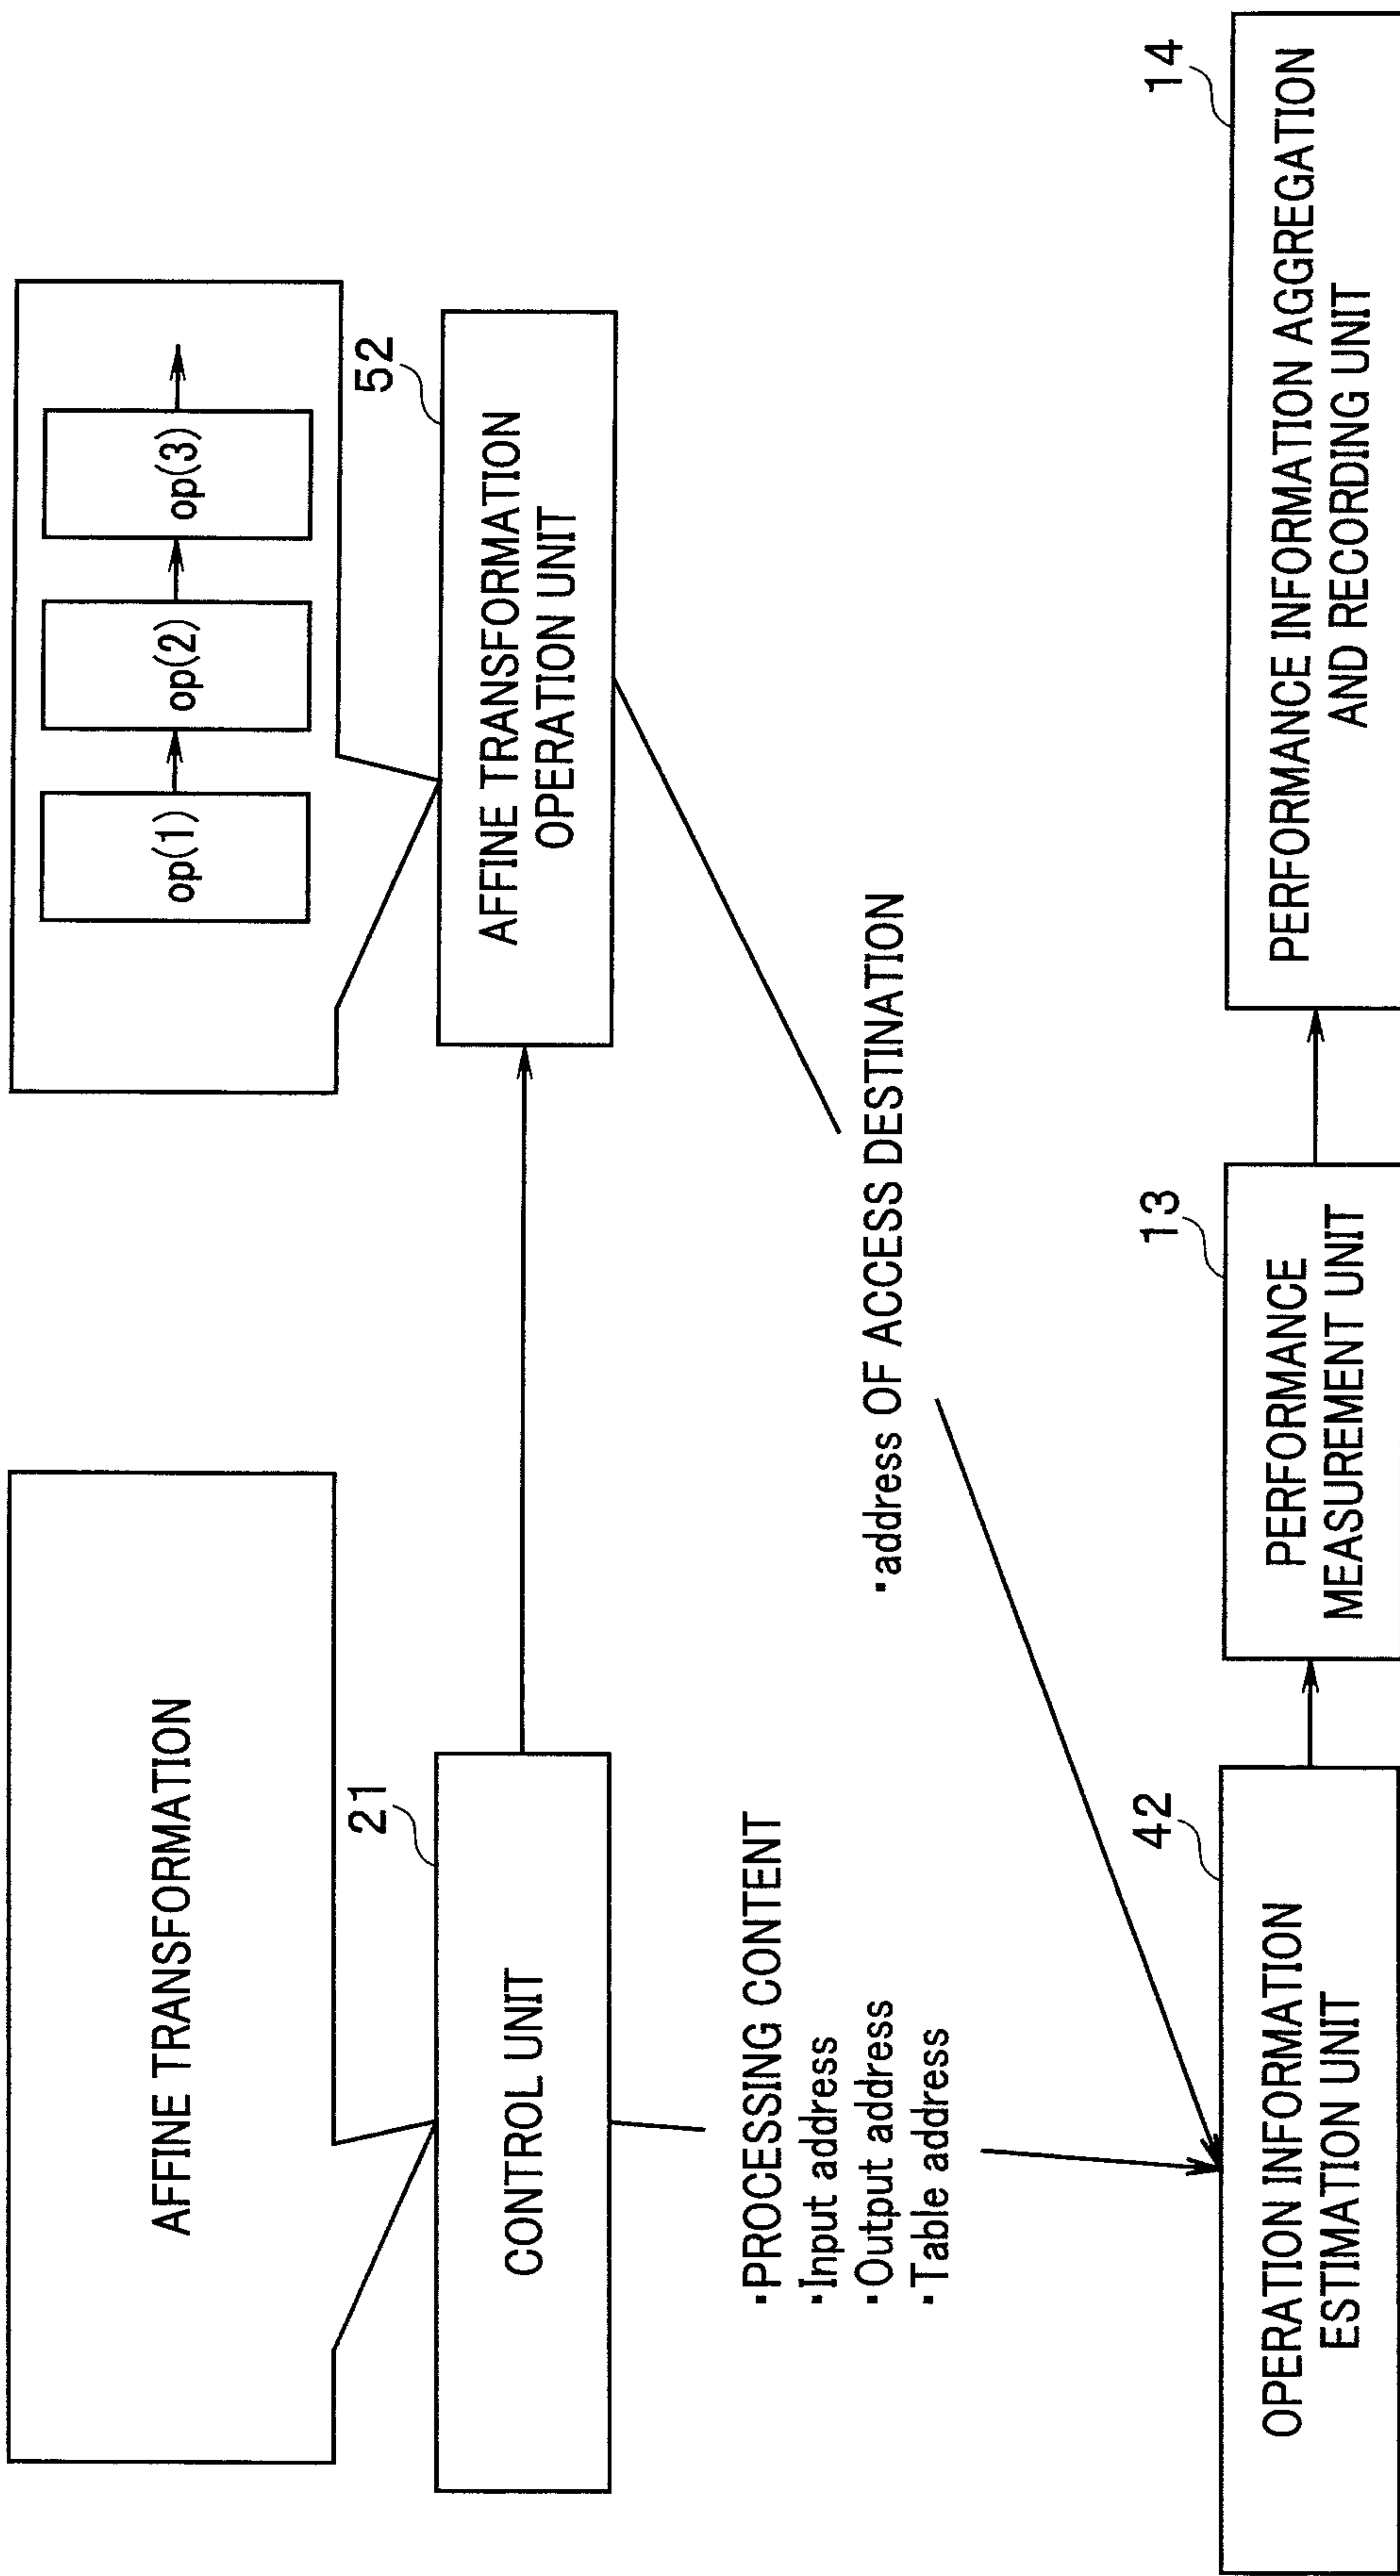 AFFINE TRANSFORMATION
op(1)
op(2)
op(3)
21
CONTROL UNIT
52
AFFINE TRANSFORMATION
OPERATION UNIT
·PROCESSING CONTENT
·Input address
·Output address
·Table address
·address OF ACCESS DESTINATION
42
OPERATION INFORMATION
ESTIMATION UNIT
13
PERFORMANCE
MEASUREMENT UNIT
14
PERFORMANCE INFORMATION AGGREGATION
AND RECORDING UNIT